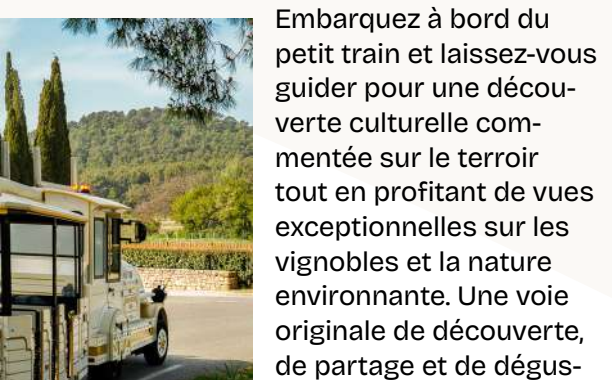 Embarquez à bord du
petit train et laissez-vous
guider pour une décou-
verte culturelle com-
mentée sur le terroir
tout en profitant de vues
exceptionnelles sur les
vignobles et la nature
environnante. Une voie
originale de découverte,
de partage et de dégus-